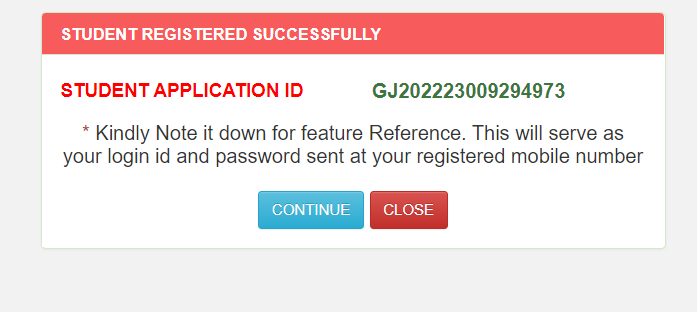 STUDENT REGISTERED SUCCESSFULLY
STUDENT APPLICATION ID GJ202223009294973
* Kindly Note it down for feature Reference. This will serve as
your login id and password sent at your registered mobile number
CONTINUE CLOSE